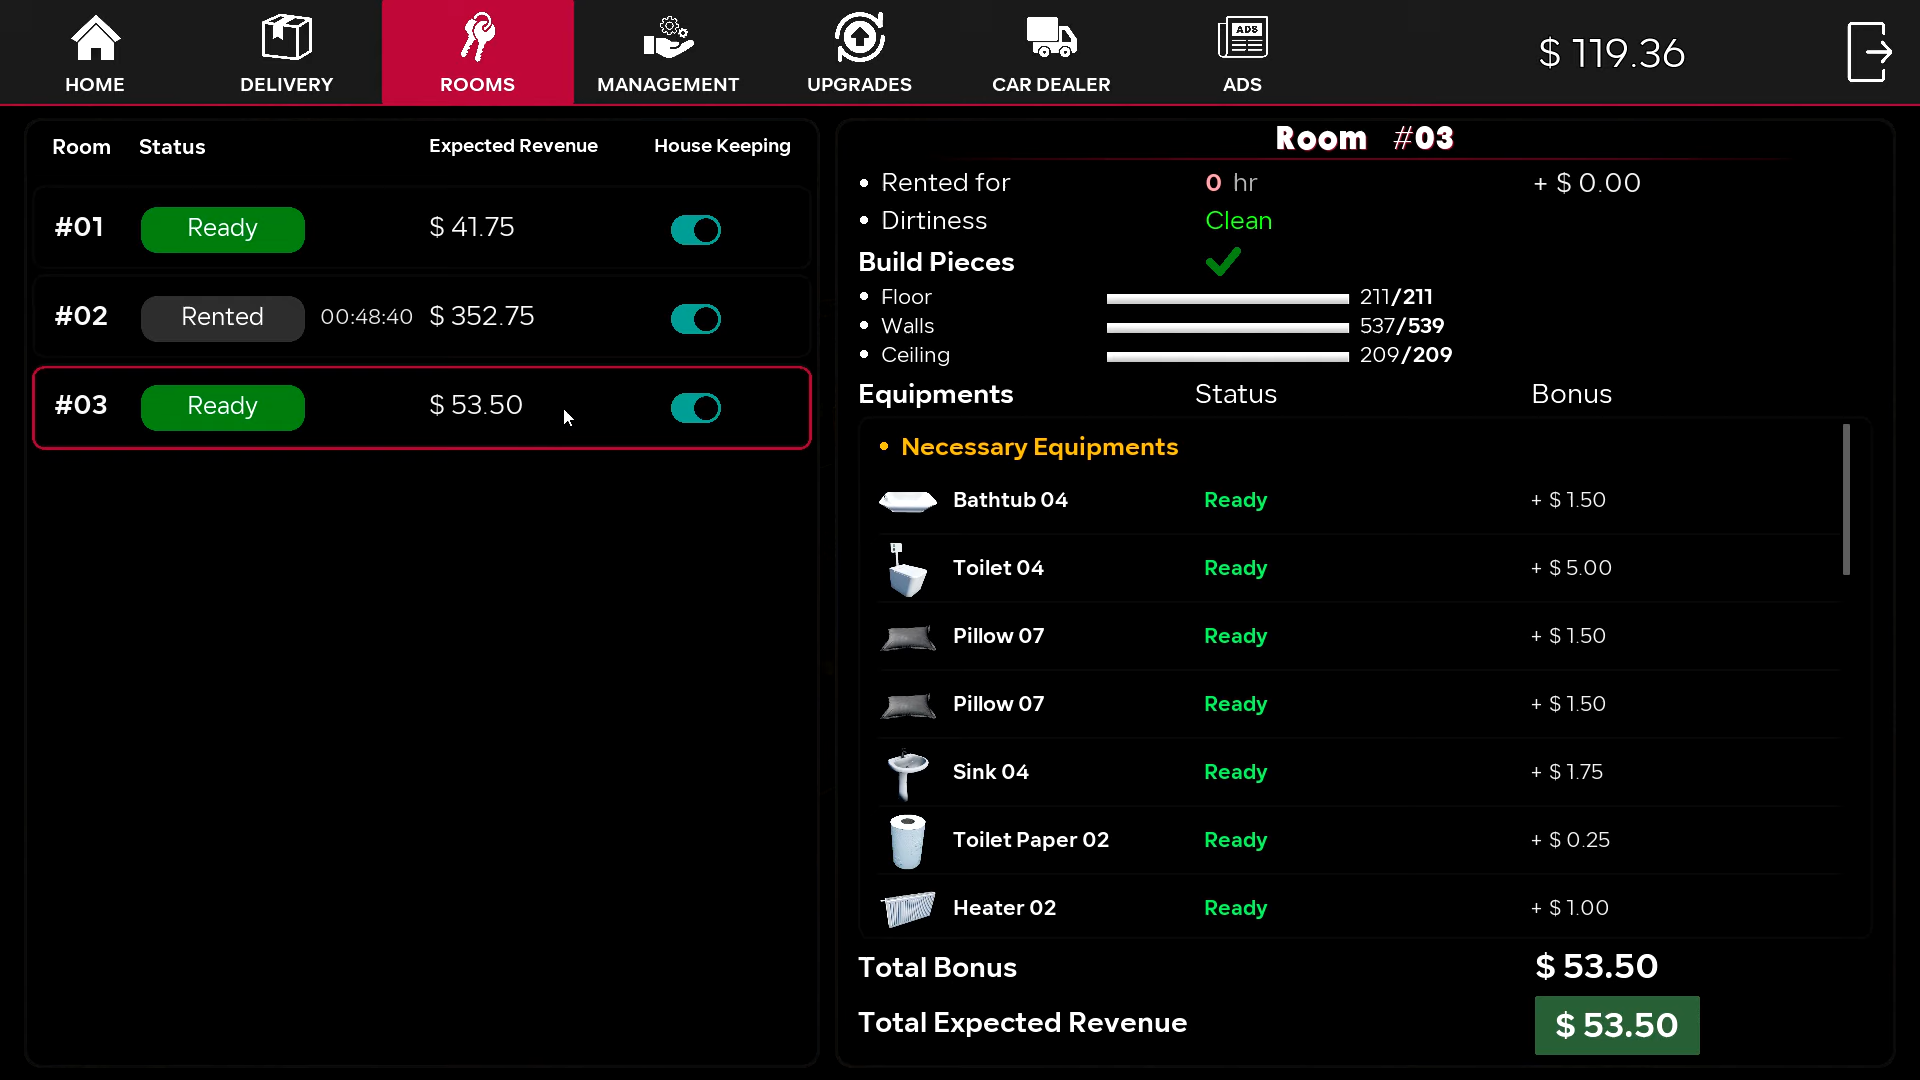 HOME
DELIVERY
ROOMS
MANAGEMENT
UPGRADES
CAR DEALER
ADS
ADS
$ 119.36
Room Status Expected Revenue House Keeping
#01 Ready $ 41.75
#02 Rented 00:48:40 $ 352.75
#03 Ready $ 53.50
Room #03
• Rented for 0 hr + $ 0.00
• Dirtiness Clean
Build Pieces
• Floor 211/211
• Walls 537/539
• Ceiling 209/209
Equipments Status Bonus
• Necessary Equipments
Bathtub 04 Ready + $ 1.50
Toilet 04 Ready + $ 5.00
Pillow 07 Ready + $ 1.50
Pillow 07 Ready + $ 1.50
Sink 04 Ready + $ 1.75
Toilet Paper 02 Ready + $ 0.25
Heater 02 Ready + $ 1.00
Total Bonus $ 53.50
Total Expected Revenue $ 53.50